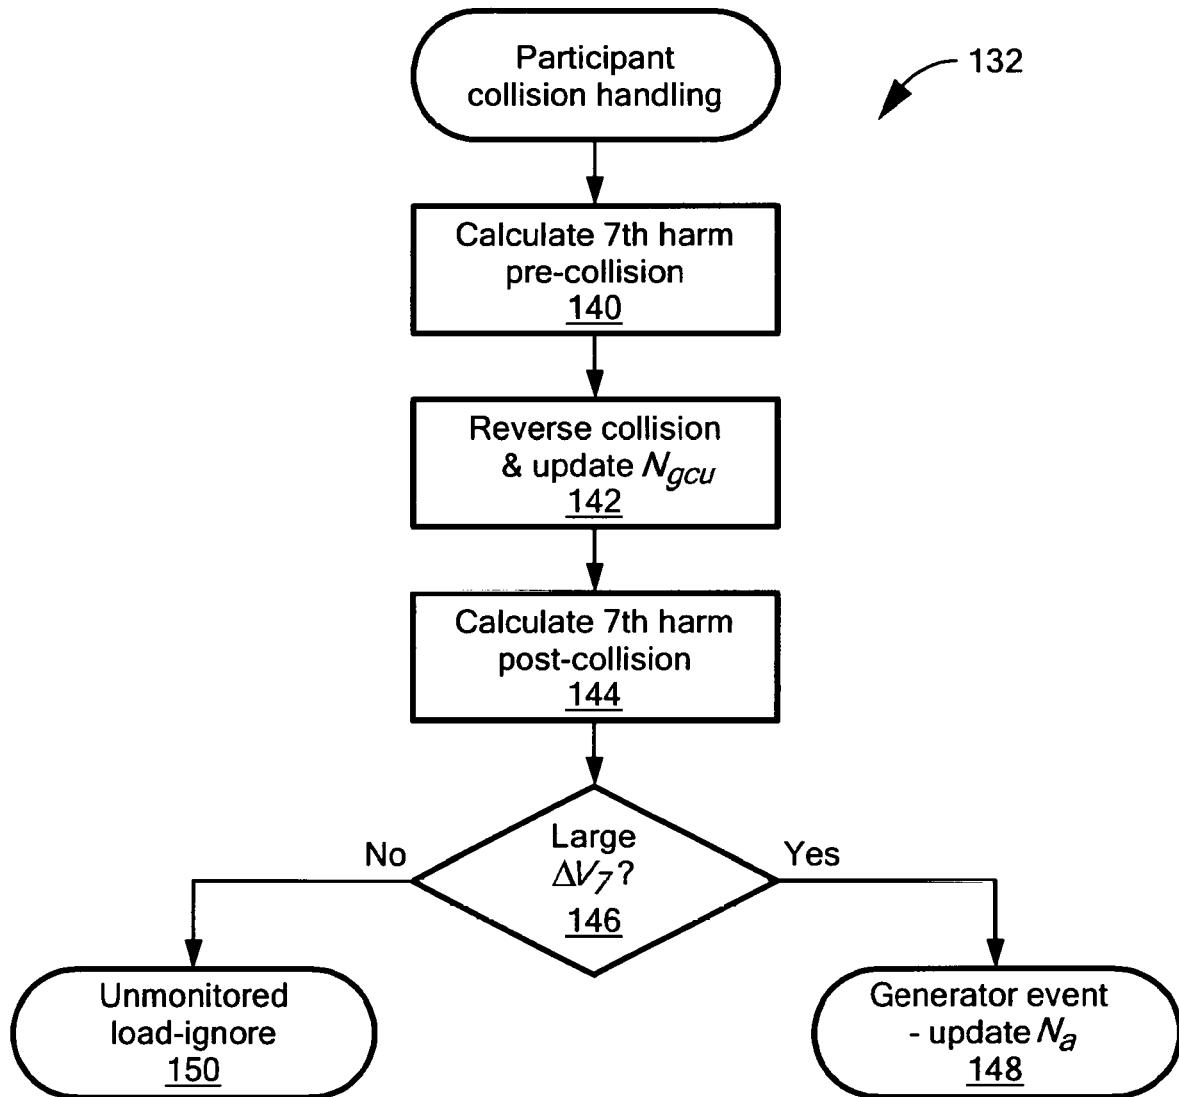 Participant
collision handling
132
Calculate 7th harm
pre-collision
140
Reverse collision
& update Ngcu
142
Calculate 7th harm
post-collision
144
Large
ΔV7?
146
No
Yes
Unmonitored
load-ignore
150
Generator event
- update Na
148